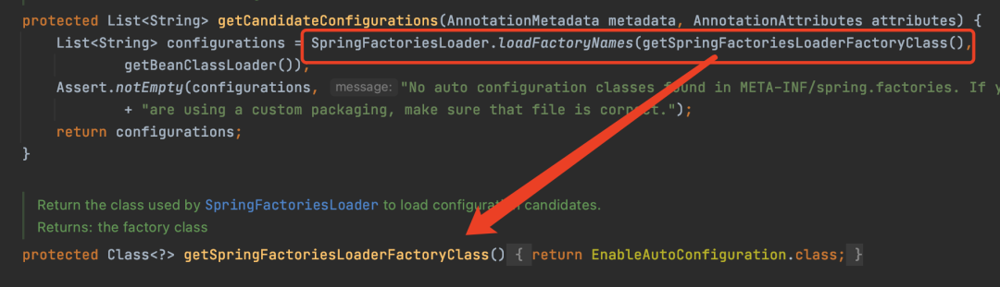 protected List<String> getCandidateConfigurations(AnnotationMetadata metadata, AnnotationAttributes attributes) {
List<String> configurations = SpringFactoriesLoader.loadFactoryNames(getSpringFactoriesLoaderFactoryClass(),
getBeanClassLoader());
Assert.notEmpty(configurations, message: "No auto configuration classes found in META-INF/spring.factories. If y
+ "are using a custom packaging, make sure that file is correct.");
return configurations;
}
Return the class used by SpringFactoriesLoader to load configuration candidates.
Returns: the factory class
protected Class<?> getSpringFactoriesLoaderFactoryClass() { return EnableAutoConfiguration.class; }